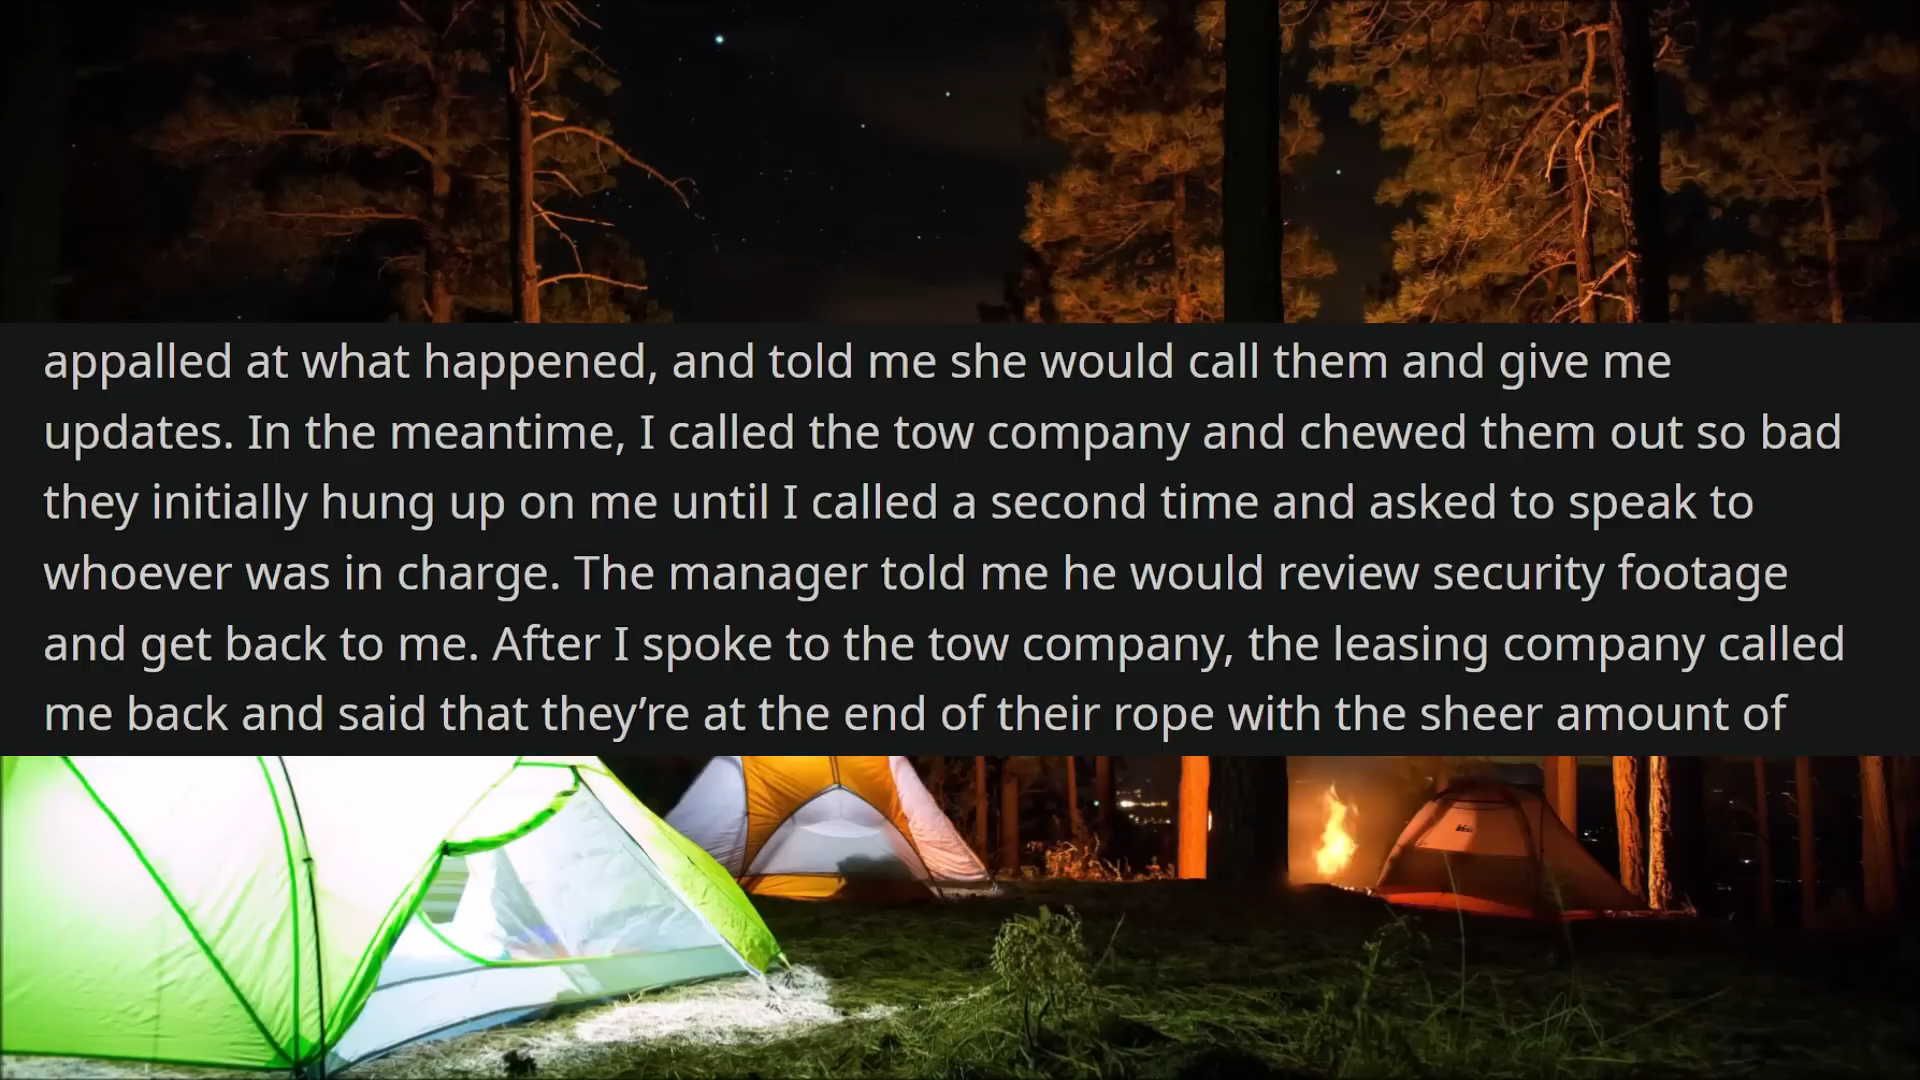 appalled at what happened, and told me she would call them and give me
updates. In the meantime, I called the tow company and chewed them out so bad
they initially hung up on me until I called a second time and asked to speak to
whoever was in charge. The manager told me he would review security footage
and get back to me. After I spoke to the tow company, the leasing company called
me back and said that they’re at the end of their rope with the sheer amount of